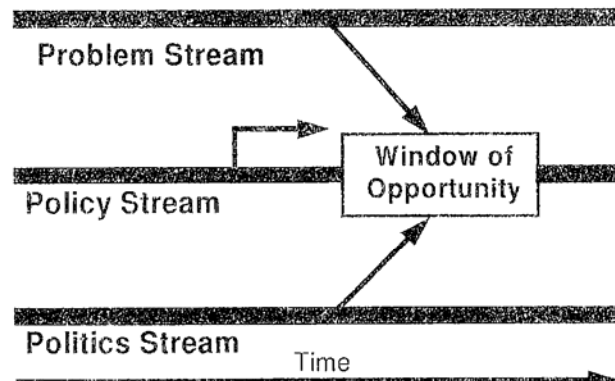 Problem Stream
Window of
Opportunity
Policy Stream
Politics Stream
Time